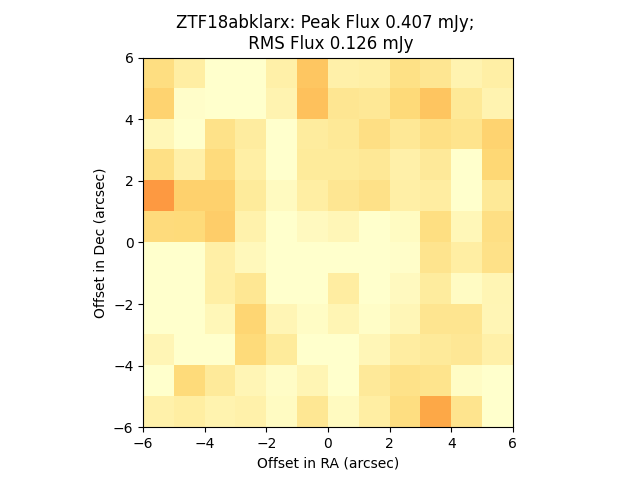 ZTF18abklarx: Peak Flux 0.407 mJy;
RMS Flux 0.126 mJy
6
4
2
0
−2
−4
−6
Offset in Dec (arcsec)
−6 −4 −2 0 2 4 6
Offset in RA (arcsec)